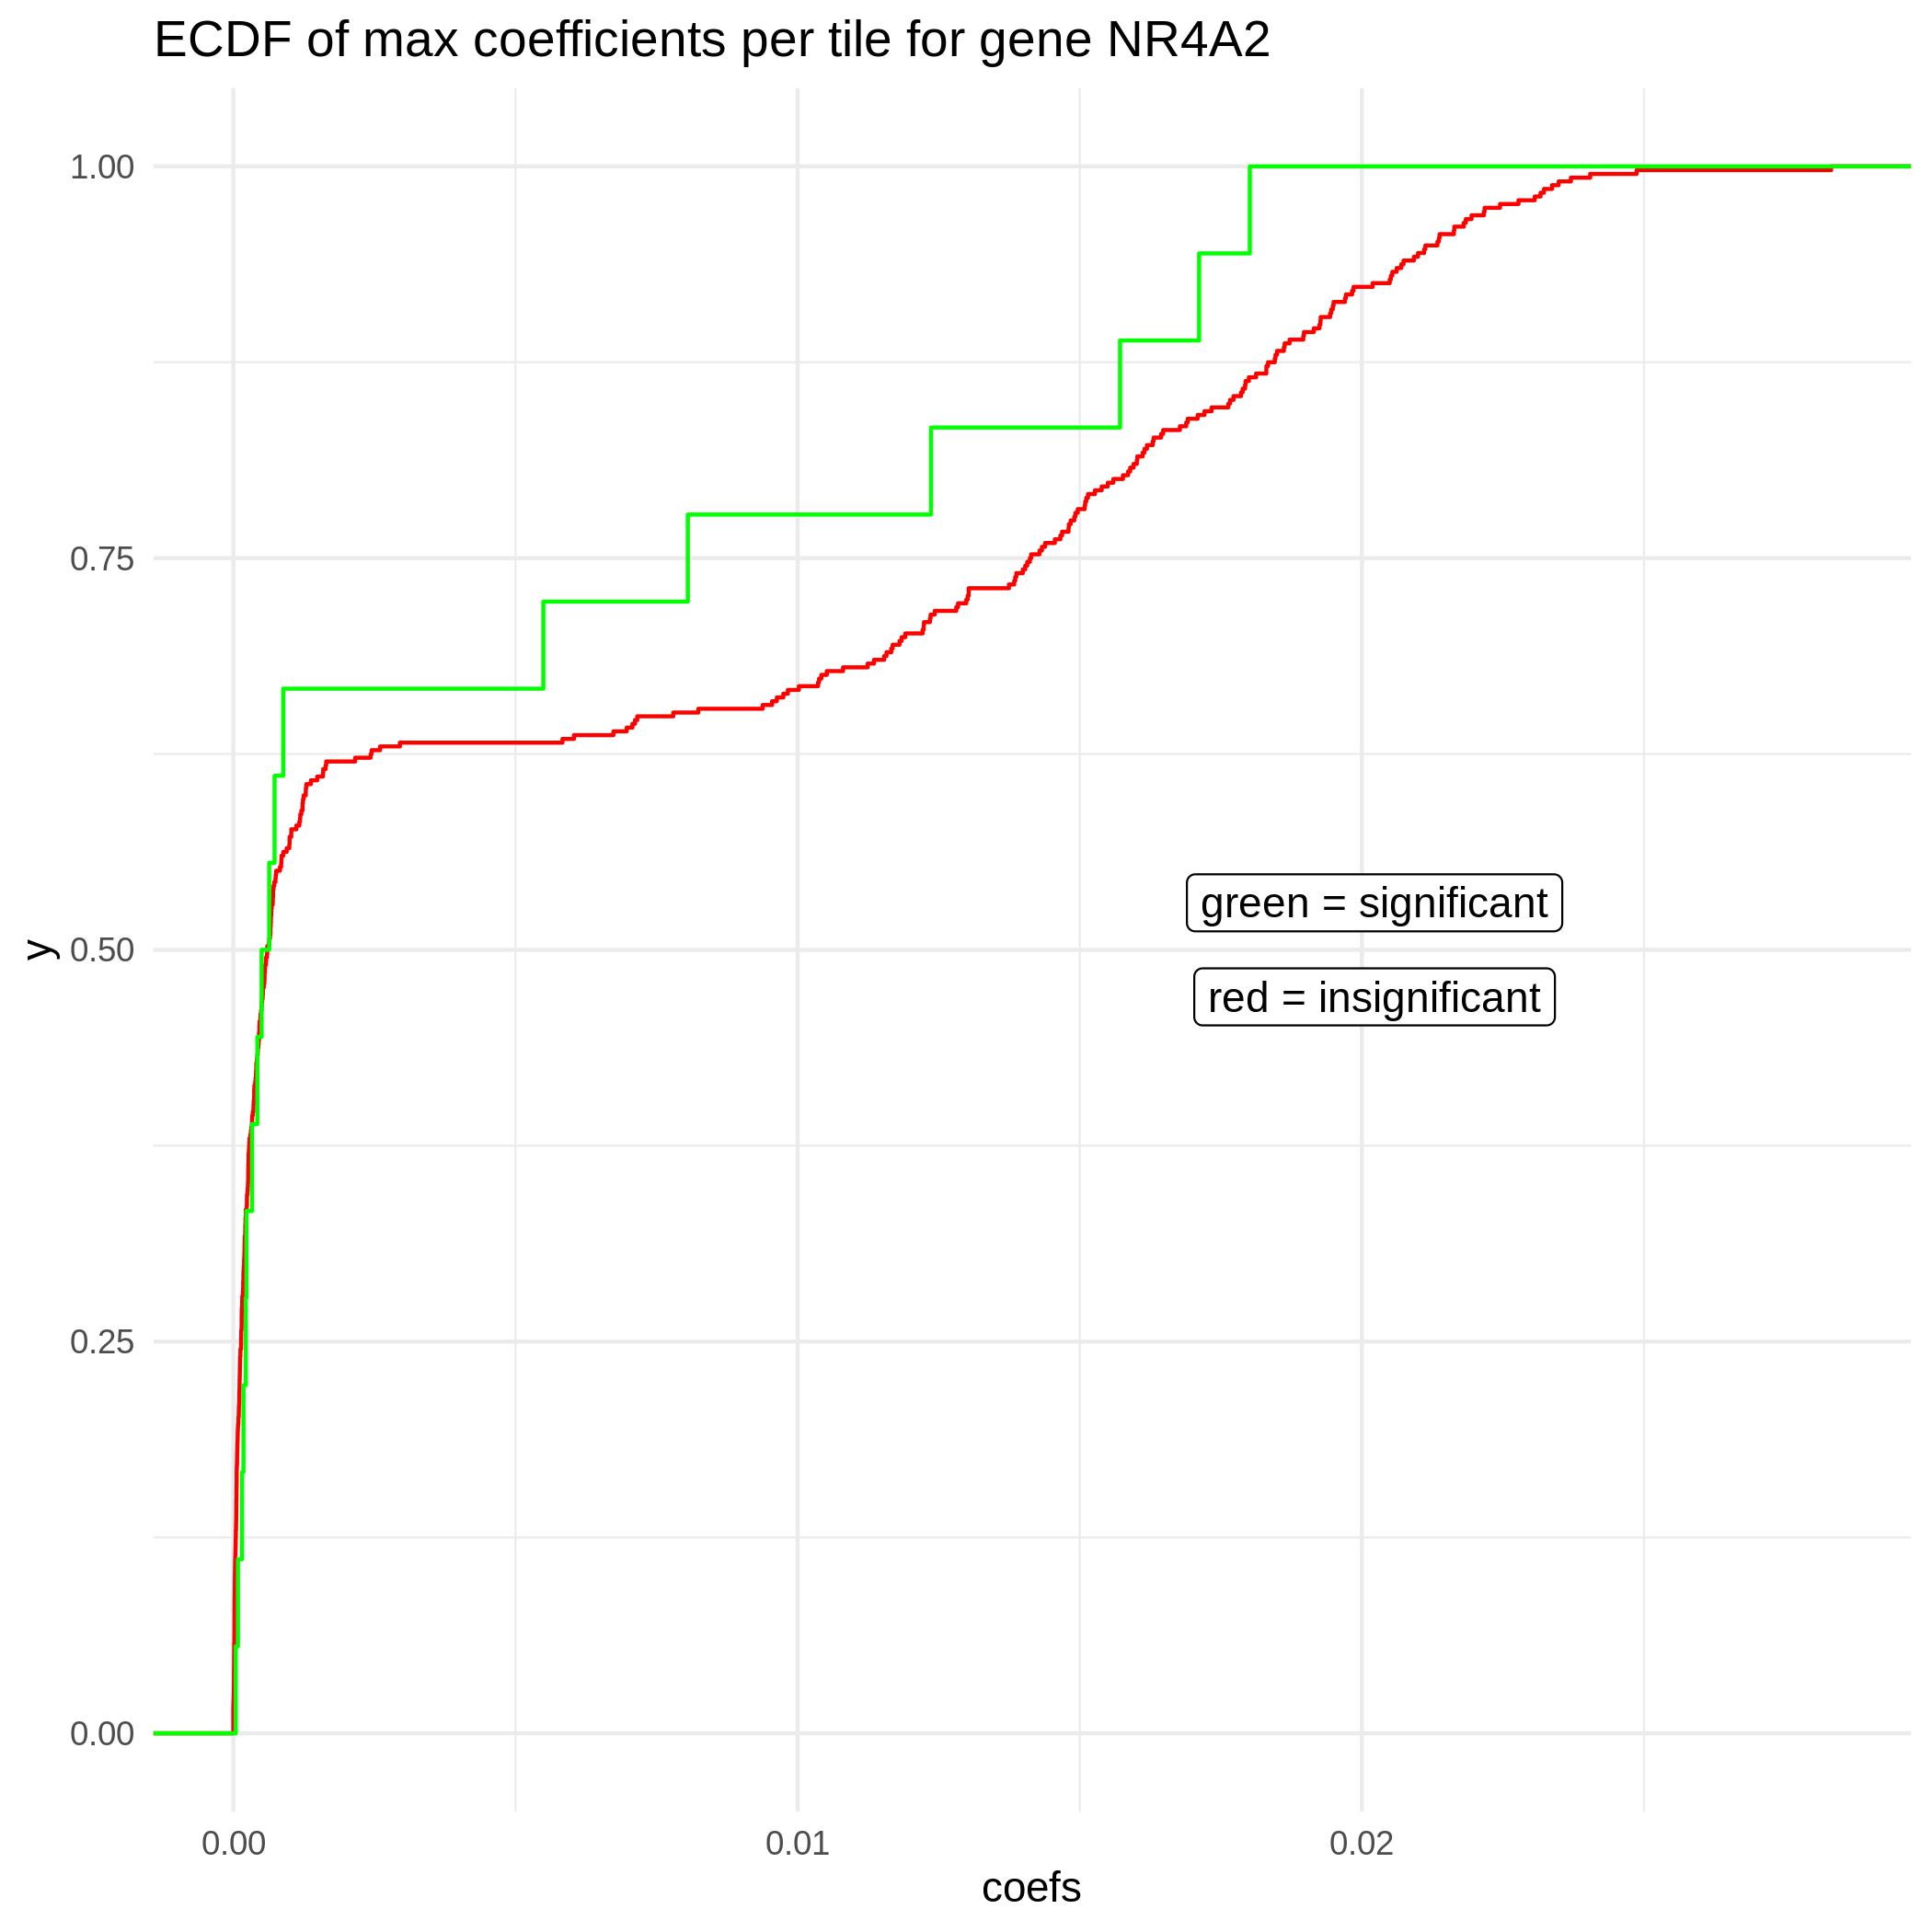 ECDF of max coefficients per tile for gene NR4A2
1.00
0.75
0.50
0.25
0.00
y
green = significant
red = insignificant
0.00 0.01 0.02
coefs